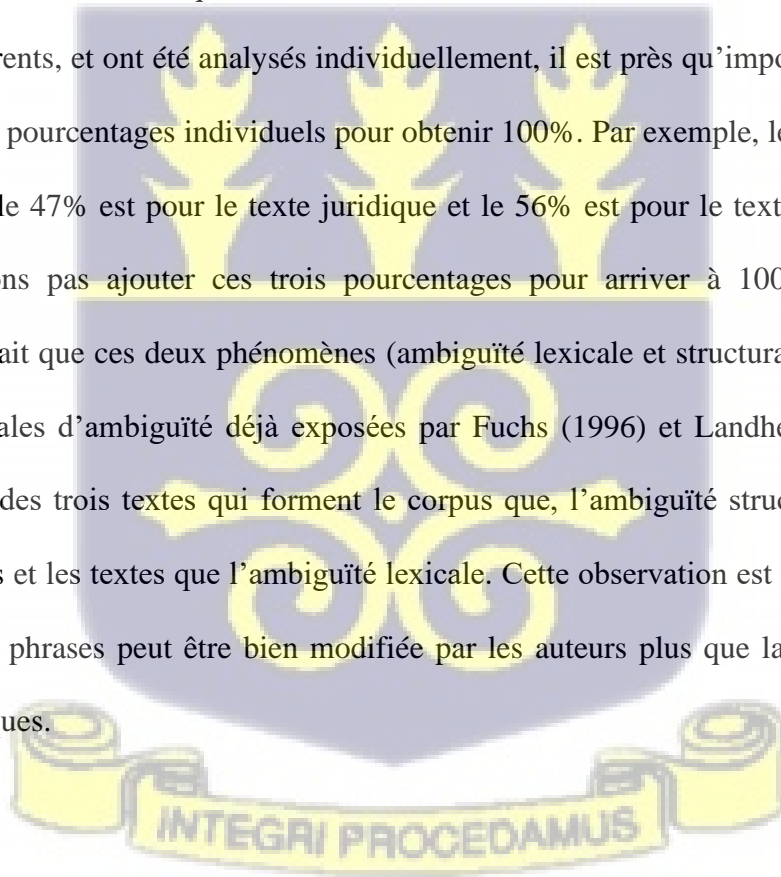 rents, et ont été analysés individuellement, il est près qu’impo
pourcentages individuels pour obtenir 100%. Par exemple, le
le 47% est pour le texte juridique et le 56% est pour le text
ns pas ajouter ces trois pourcentages pour arriver à 100
ait que ces deux phénomènes (ambiguïté lexicale et structura
ales d’ambiguïté déjà exposées par Fuchs (1996) et Landhe
des trois textes qui forment le corpus que, l’ambiguïté struc
s et les textes que l’ambiguïté lexicale. Cette observation est
phrases peut être bien modifiée par les auteurs plus que la
ues.
INTEGRI PROCEDAMUS